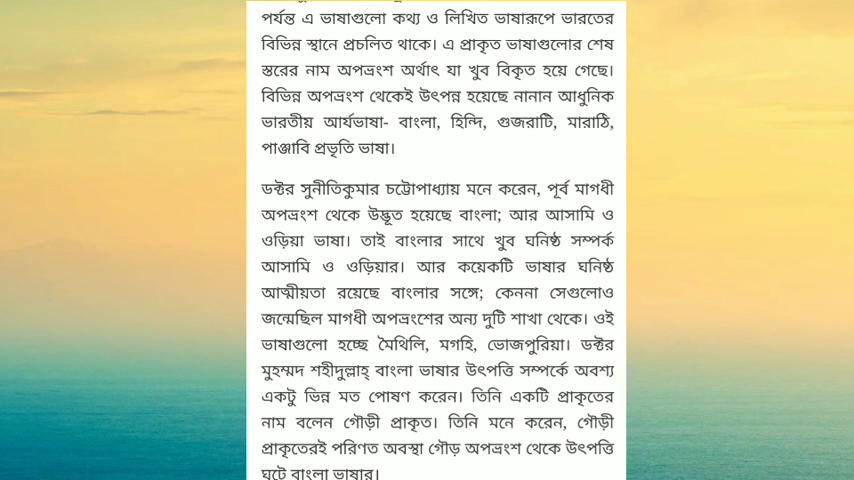 পর্যন্ত এ ভাষাগুলো কথ্য ও লিখিত ভাষারূপে ভারতের
বিভিন্ন স্থানে প্রচলিত থাকে। এ প্রাকৃত ভাষাগুলোর শেষ
স্তরের নাম অপভ্রংশ অর্থাৎ যা খুব বিকৃত হয়ে গেছে।
বিভিন্ন অপভ্রংশ থেকেই উৎপন্ন হয়েছে নানান আধুনিক
ভারতীয় আর্যভাষা- বাংলা, হিন্দি, গুজরাটি, মারাঠি,
পাঞ্জাবি প্রভৃতি ভাষা।
ডক্টর সুনীতিকুমার চট্টোপাধ্যায় মনে করেন, পূর্ব মাগধী
অপভ্রংশ থেকে উদ্ভূত হয়েছে বাংলা; আর আসামি ও
ওড়িয়া ভাষা। তাই বাংলার সাথে খুব ঘনিষ্ঠ সম্পর্ক
আসামি ও ওড়িয়ার। আর কয়েকটি ভাষার ঘনিষ্ঠ
আত্মীয়তা রয়েছে বাংলার সঙ্গে; কেননা সেগুলোও
জন্মেছিল মাগধী অপভ্রংশের অন্য দুটি শাখা থেকে। ওই
ভাষাগুলো হচ্ছে মৈথিলি, মগহি, ভোজপুরিয়া। ডক্টর
মুহম্মদ শহীদুল্লাহ্ বাংলা ভাষার উৎপত্তি সম্পর্কে অবশ্য
একটু ভিন্ন মত পোষণ করেন। তিনি একটি প্রাকৃতের
নাম বলেন গৌড়ী প্রাকৃত। তিনি মনে করেন, গৌড়ী
প্রাকৃতেরই পরিণত অবস্থা গৌড় অপভ্রংশ থেকে উৎপত্তি
ঘটে বাংলা ভাষার।